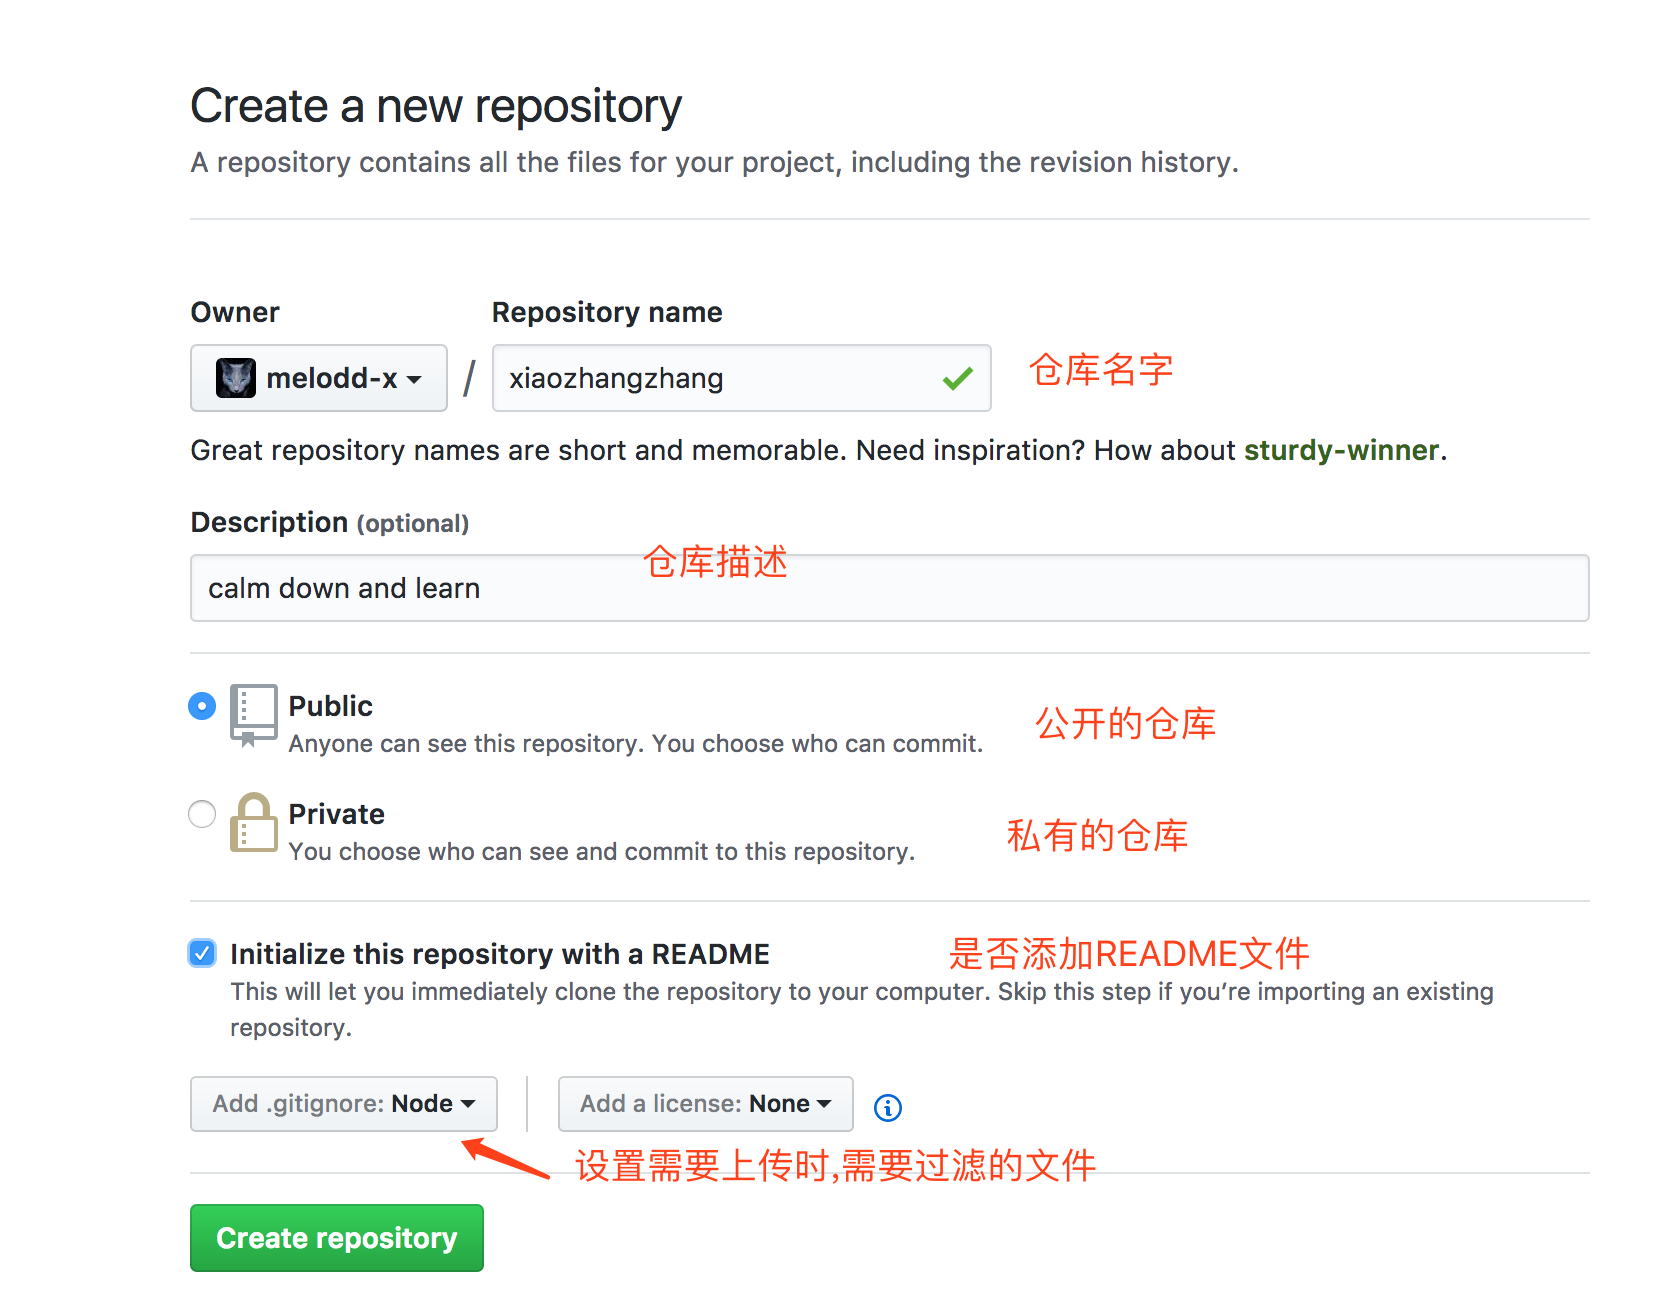 Create a new repository
A repository contains all the files for your project, including the revision history.
Owner
Repository name
melodd-x / xiaozhangzhang
仓库名字
Great repository names are short and memorable. Need inspiration? How about sturdy-winner.
Description (optional)
仓库描述
calm down and learn
Public
Anyone can see this repository. You choose who can commit.
公开的仓库
Private
You choose who can see and commit to this repository.
私有的仓库
Initialize this repository with a README
是否添加README文件
This will let you immediately clone the repository to your computer. Skip this step if you’re importing an existing
repository.
Add .gitignore: Node
Add a license: None
设置需要上传时,需要过滤的文件
Create repository